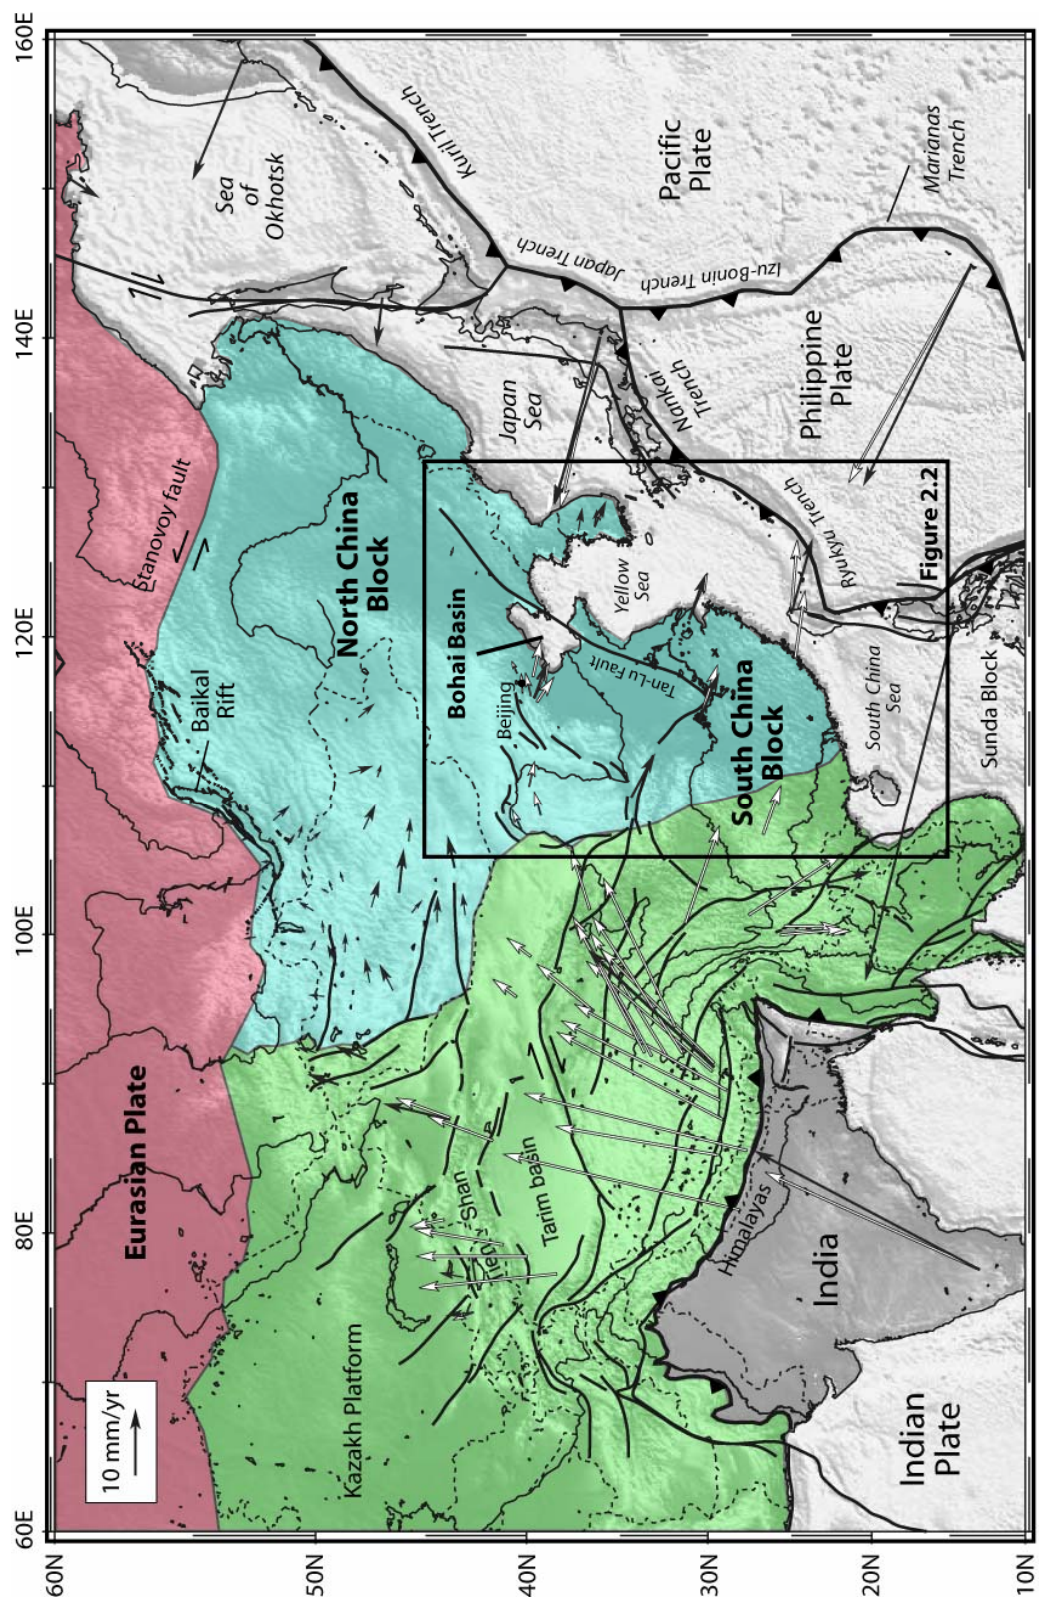 60E
80E
100E
120E
140E
160E
60N
50N
40N
30N
20N
10N
10 mm/yr
Eurasian Plate
Stanovoy fault
Baikal
Rift
Sea
of
Okhotsk
Kuril Trench
Japan Trench
Izu-Bonin Trench
Pacific
Plate
Marianas
Trench
North China
Block
Japan
Sea
Nankai
Trench
Philippine
Plate
Bohai Basin
Beijing
Yellow
Sea
Tan-Lu Fault
Ryukyu Trench
Figure 2.2
South China
Block
South China
Sea
Sunda Block
Kazakh Platform
Tien Shan
Tarim basin
Himalayas
India
Indian
Plate